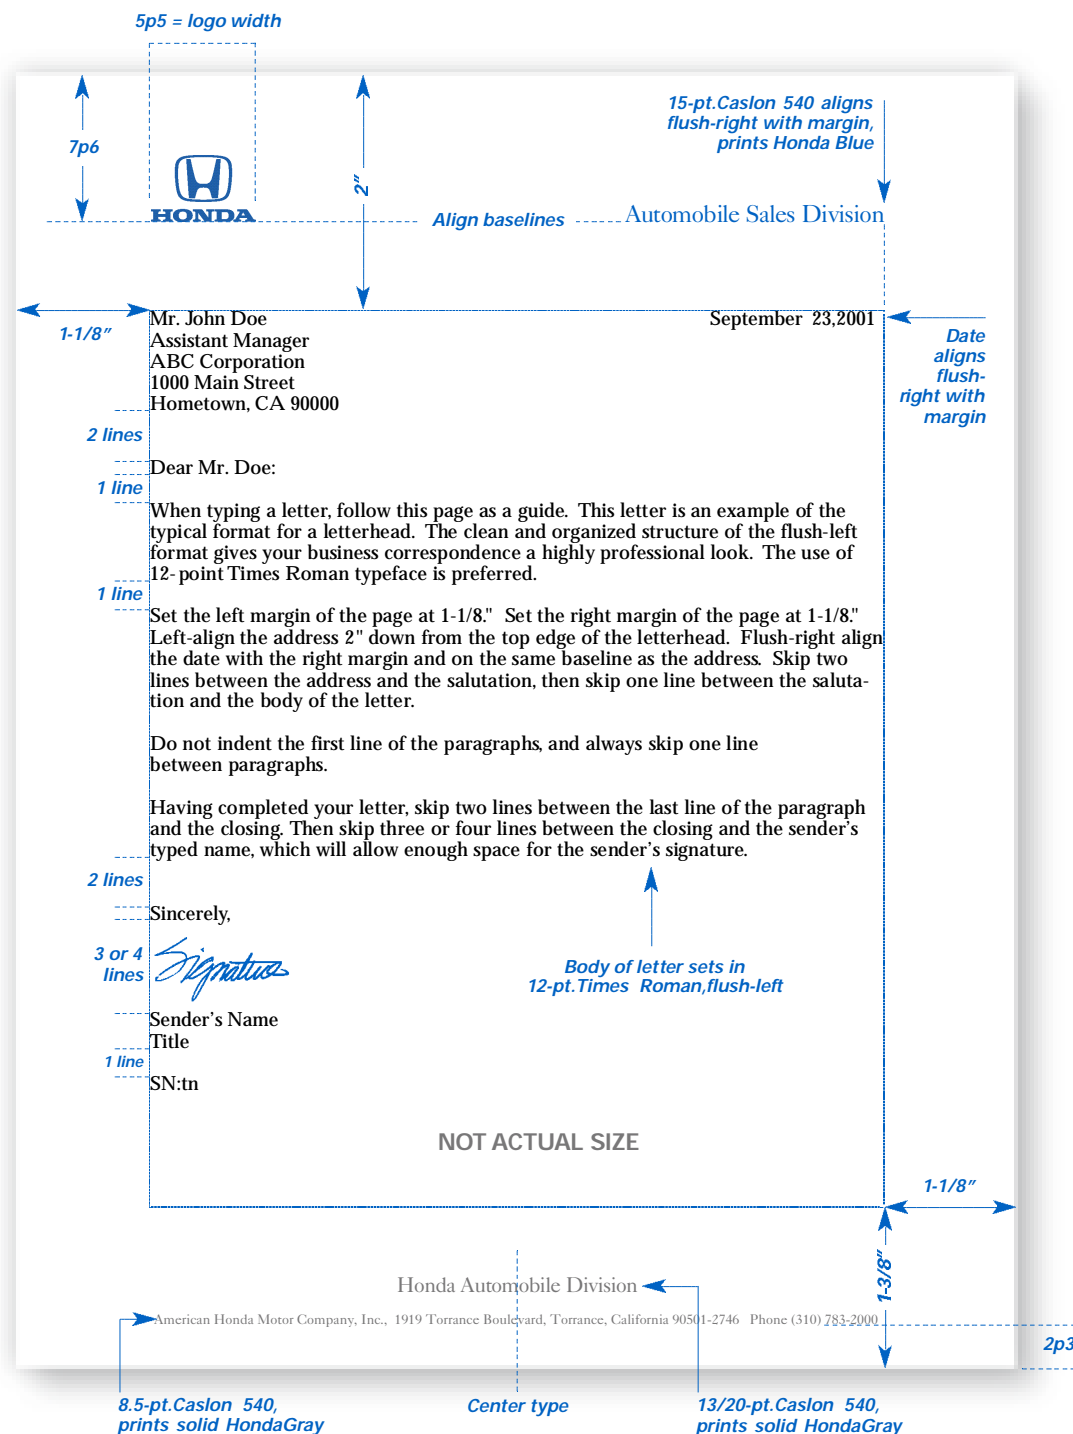 5p5 = logo width
15-pt.Caslon 540 aligns
flush-right with margin,
prints Honda Blue
7p6
2"
HONDA
Align baselines
Automobile Sales Division
1-1/8"
Mr. John Doe
September 23,2001
Assistant Manager
ABC Corporation
1000 Main Street
Hometown, CA 90000
Date
aligns
flush-
right with
margin
2 lines
Dear Mr. Doe:
1 line
When typing a letter, follow this page as a guide. This letter is an example of the
typical format for a letterhead. The clean and organized structure of the flush-left
format gives your business correspondence a highly professional look. The use of
12-point Times Roman typeface is preferred.
1 line
Set the left margin of the page at 1-1/8." Set the right margin of the page at 1-1/8."
Left-align the address 2" down from the top edge of the letterhead. Flush-right align
the date with the right margin and on the same baseline as the address. Skip two
lines between the address and the salutation, then skip one line between the saluta-
tion and the body of the letter.
Do not indent the first line of the paragraphs, and always skip one line
between paragraphs.
Having completed your letter, skip two lines between the last line of the paragraph
and the closing. Then skip three or four lines between the closing and the sender's
typed name, which will allow enough space for the sender's signature.
2 lines
Sincerely,
3 or 4
lines
Signature
Body of letter sets in
12-pt.Times Roman,flush-left
Sender's Name
Title
1 line
SN:tn
NOT ACTUAL SIZE
1-1/8"
1-3/8"
Honda Automobile Division
American Honda Motor Company, Inc., 1919 Torrance Boulevard, Torrance, California 90501-2746 Phone (310) 783-2000
2p3
8.5-pt.Caslon 540,
prints solid HondaGray
Center type
13/20-pt.Caslon 540,
prints solid HondaGray